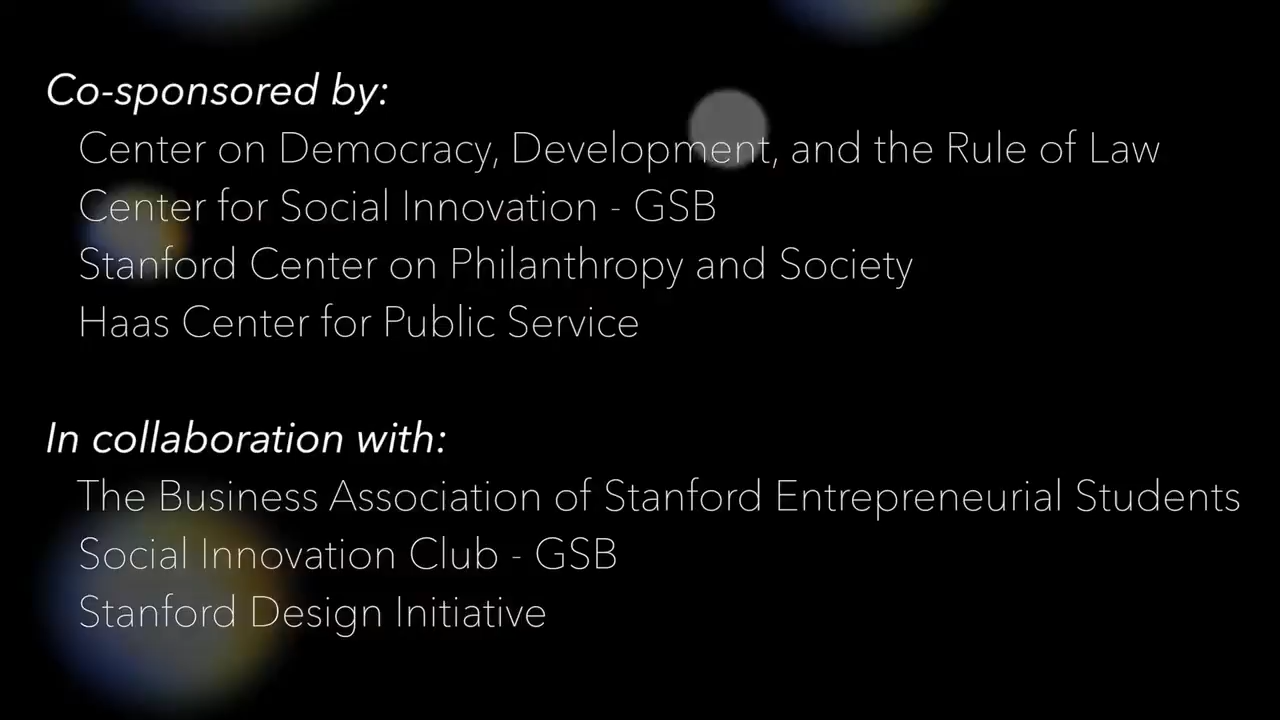 Co-sponsored by:
Center on Democracy, Development, and the Rule of Law
Center for Social Innovation - GSB
Stanford Center on Philanthropy and Society
Haas Center for Public Service
In collaboration with:
The Business Association of Stanford Entrepreneurial Students
Social Innovation Club - GSB
Stanford Design Initiative